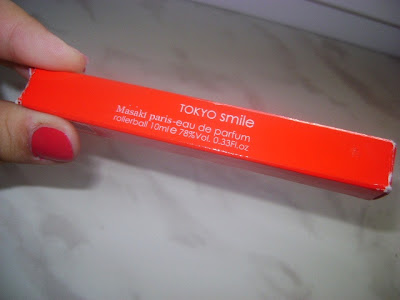 TOKYO smile
Masaki paris-eau de parfum
rollerball 10ml e 78%Vol. 0.33Fl.oz